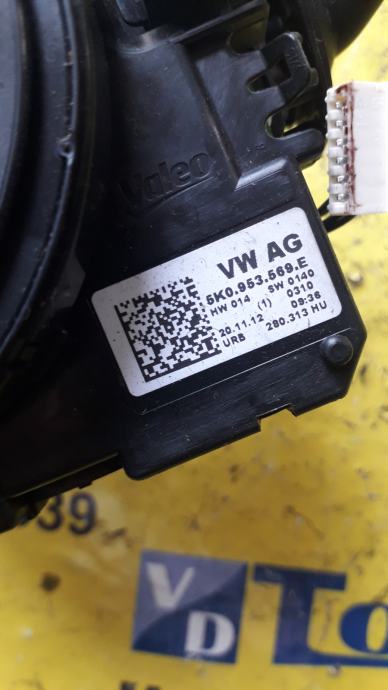 Valeo
VW AG
5K0.953.569.E
HW 014 (1) SW 0140
0310
20.11.12 09:36
URB 280.313 HU
39
VD To